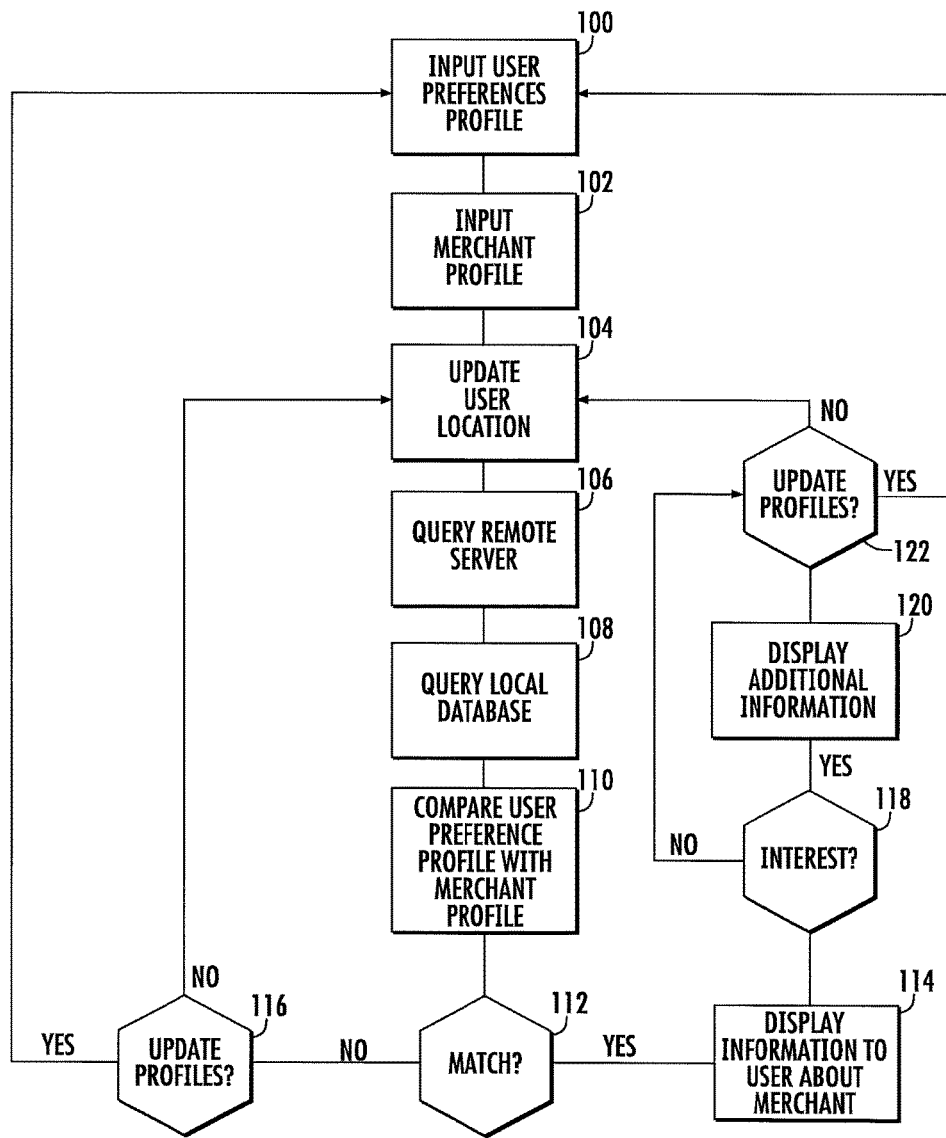 100
INPUT USER
PREFERENCES
PROFILE
102
INPUT
MERCHANT
PROFILE
104
UPDATE
USER
LOCATION
106
QUERY REMOTE
SERVER
108
QUERY LOCAL
DATABASE
110
COMPARE USER
PREFERENCE
PROFILE WITH
MERCHANT
PROFILE
112
MATCH?
NO
116
UPDATE
PROFILES?
NO
YES
YES
114
DISPLAY
INFORMATION TO
USER ABOUT
MERCHANT
118
INTEREST?
NO
YES
120
DISPLAY
ADDITIONAL
INFORMATION
122
UPDATE
PROFILES?
NO
YES